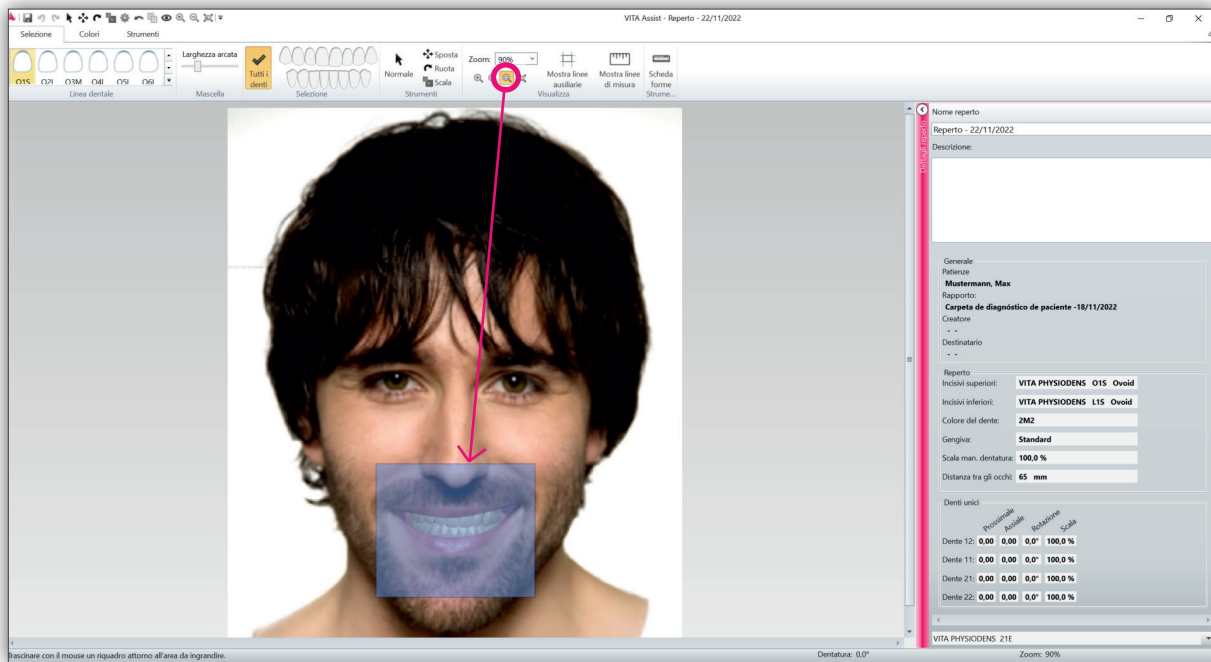 VITA Assist - Reperto - 22/11/2022
Selezione Colori Strumenti
O1S O2L O3M O4L O5L O6L
Linea dentale
Larghezza arcata
Mascella
Tutti i denti
Selezione
Normale
Sposta
Ruota
Scala
Strumenti
Zoom: 90%
Mostra linee ausiliarie
Mostra linee di misura
Visualizza
Scheda forme
Strume...
Dettagli reperto
Nome reperto
Reperto - 22/11/2022
Descrizione:
Generale
Patienze
Mustermann, Max
Rapporto:
Carpeta de diagnóstico de paciente -18/11/2022
Creatore
- -
Destinatario
- -
Reperto
Incisivi superiori: VITA PHYSIODENS O1S Ovoid
Incisivi inferiori: VITA PHYSIODENS L1S Ovoid
Colore del dente: 2M2
Gengiva: Standard
Scala man. dentatura: 100,0 %
Distanza tra gli occhi: 65 mm
Denti unici
Prossimale Assiale Rotazione Scala
Dente 12: 0,00 0,00 0,0° 100,0 %
Dente 11: 0,00 0,00 0,0° 100,0 %
Dente 21: 0,00 0,00 0,0° 100,0 %
Dente 22: 0,00 0,00 0,0° 100,0 %
VITA PHYSIODENS 21E
Trascinare con il mouse un riquadro attorno all'area da ingrandire.
Dentatura: 0,0°
Zoom: 90%